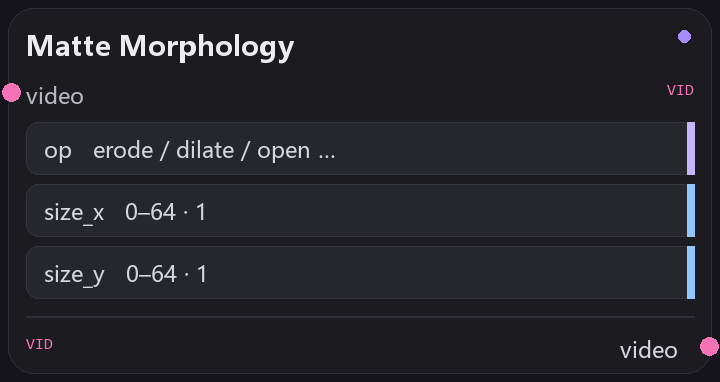 Matte Morphology
video VID
op erode / dilate / open ...
size_x 0–64 · 1
size_y 0–64 · 1
VID video